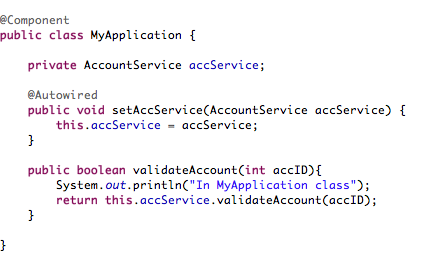 @Component
public class MyApplication {
private AccountService accService;
@Autowired
public void setAccService(AccountService accService) {
this.accService = accService;
}
public boolean validateAccount(int accID){
System.out.println("In MyApplication class");
return this.accService.validateAccount(accID);
}
}